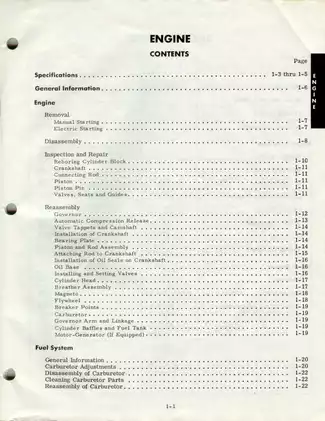 ENGINE
CONTENTS
Page
Specifications . . . . . . . . . . 1-3 thru 1-5
General Information . . . . . . . . . . 1-6
ENGINE
Engine
Removal
Manual Starting . . . . . . . . . . 1-7
Electric Starting . . . . . . . . . . 1-7
Disassembly . . . . . . . . . . 1-8
Inspection and Repair
Reboring Cylinder Block . . . . . . . . . . 1-10
Crankshaft . . . . . . . . . . 1-11
Connecting Rod . . . . . . . . . . 1-11
Piston . . . . . . . . . . 1-11
Piston Pin . . . . . . . . . . 1-11
Valves, Seats and Guides . . . . . . . . . . 1-11
Reassembly
Governor . . . . . . . . . . 1-12
Automatic Compression Release . . . . . . . . . . 1-13
Valve Tappets and Camshaft . . . . . . . . . . 1-14
Installation of Crankshaft . . . . . . . . . . 1-14
Bearing Plate . . . . . . . . . . 1-14
Piston and Rod Assembly . . . . . . . . . . 1-14
Attaching Rod to Crankshaft . . . . . . . . . . 1-15
Installation of Oil Seals on Crankshaft . . . . . . . . . . 1-16
Oil Base . . . . . . . . . . 1-16
Installing and Setting Valves . . . . . . . . . . 1-16
Cylinder Head . . . . . . . . . . 1-17
Breather Assembly . . . . . . . . . . 1-17
Magneto . . . . . . . . . . 1-18
Flywheel . . . . . . . . . . 1-18
Breaker Points . . . . . . . . . . 1-18
Carburetor . . . . . . . . . . 1-19
Governor Arm and Linkage . . . . . . . . . . 1-19
Cylinder Baffles and Fuel Tank . . . . . . . . . . 1-19
Motor-Generator (If Equipped) . . . . . . . . . . 1-19
Fuel System
General Information . . . . . . . . . . 1-20
Carburetor Adjustments . . . . . . . . . . 1-20
Disassembly of Carburetor . . . . . . . . . . 1-22
Cleaning Carburetor Parts . . . . . . . . . . 1-22
Reassembly of Carburetor . . . . . . . . . . 1-22
1-1